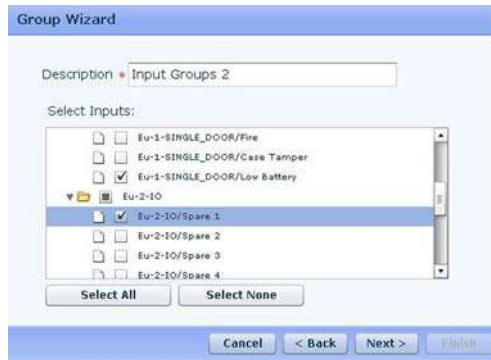 Group Wizard
Description • Input Groups 2
Select Inputs:
Eu-1-SINGLE_DOOR/Fire
Eu-1-SINGLE_DOOR/Case Tamper
Eu-1-SINGLE_DOOR/Low Battery
Eu-2-IO
Eu-2-IO/Spare 1
Eu-2-IO/Spare 2
Eu-2-IO/Spare 3
Eu-2-IO/Spare 4
Select All Select None
Cancel < Back Next > Finish